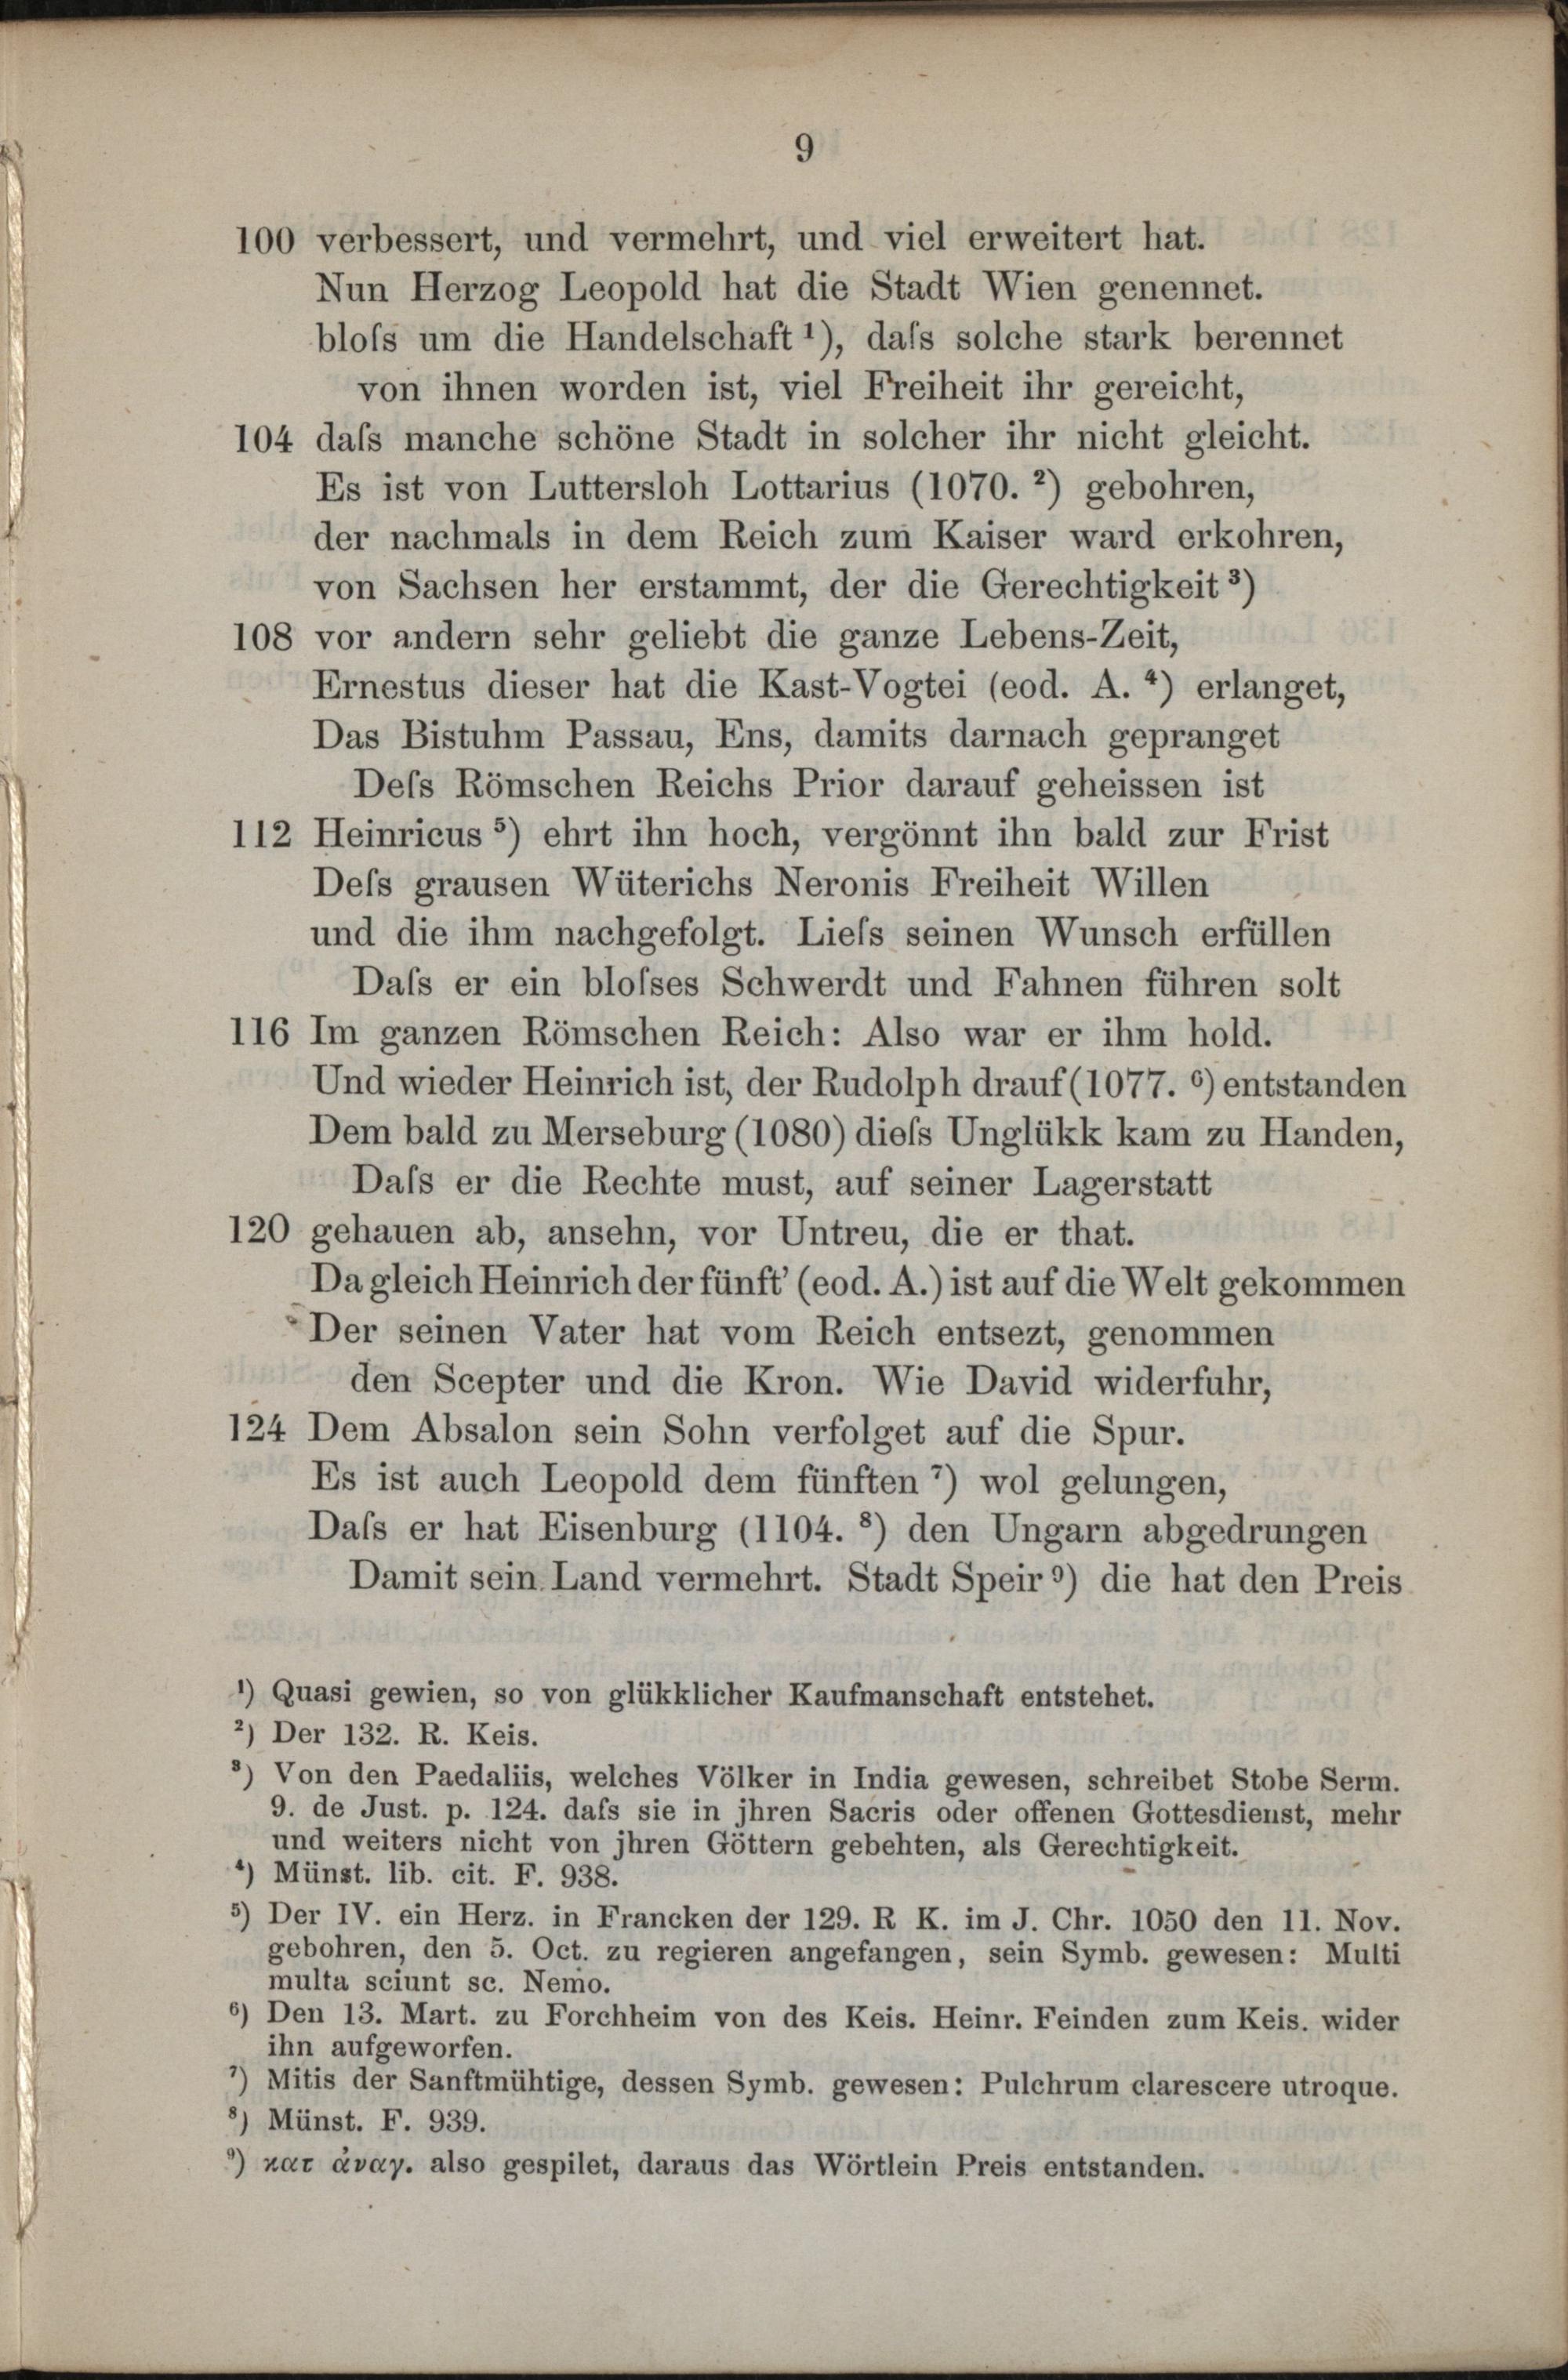 9
100 verbessert, und vermehrt, und viel erweitert hat.
Nun Herzog Leopold hat die Stadt Wien genennet.
bloſs um die Handelschaft ¹), daſs solche stark berennet
von ihnen worden ist, viel Freiheit ihr gereicht,
104 daſs manche schöne Stadt in solcher ihr nicht gleicht.
Es ist von Luttersloh Lottarius (1070. ²) gebohren,
der nachmals in dem Reich zum Kaiser ward erkohren,
von Sachsen her erstammt, der die Gerechtigkeit ³)
108 vor andern sehr geliebt die ganze Lebens-Zeit,
Ernestus dieser hat die Kast-Vogtei (eod. A. ⁴) erlanget,
Das Bistuhm Passau, Ens, damits darnach gepranget
Deſs Römschen Reichs Prior darauf geheissen ist
112 Heinricus ⁵) ehrt ihn hoch, vergönnt ihn bald zur Frist
Deſs grausen Wüterichs Neronis Freiheit Willen
und die ihm nachgefolgt. Lieſs seinen Wunsch erfüllen
Daſs er ein bloſses Schwerdt und Fahnen führen solt
116 Im ganzen Römschen Reich: Also war er ihm hold.
Und wieder Heinrich ist, der Rudolph drauf (1077. ⁶) entstanden
Dem bald zu Merseburg (1080) dieſs Unglükk kam zu Handen,
Daſs er die Rechte must, auf seiner Lagerstatt
120 gehauen ab, ansehn, vor Untreu, die er that.
Da gleich Heinrich der fünft' (eod. A.) ist auf die Welt gekommen
Der seinen Vater hat vom Reich entsezt, genommen
den Scepter und die Kron. Wie David widerfuhr,
124 Dem Absalon sein Sohn verfolget auf die Spur.
Es ist auch Leopold dem fünften ⁷) wol gelungen,
Daſs er hat Eisenburg (1104. ⁸) den Ungarn abgedrungen
Damit sein Land vermehrt. Stadt Speir ⁹) die hat den Preis
¹) Quasi gewien, so von glükklicher Kaufmanschaft entstehet.
²) Der 132. R. Keis.
³) Von den Paedaliis, welches Völker in India gewesen, schreibet Stobe Serm.
9. de Just. p. 124. daſs sie in jhren Sacris oder offenen Gottesdienst, mehr
und weiters nicht von jhren Göttern gebehten, als Gerechtigkeit.
⁴) Münst. lib. cit. F. 938.
⁵) Der IV. ein Herz. in Francken der 129. R K. im J. Chr. 1050 den 11. Nov.
gebohren, den 5. Oct. zu regieren angefangen, sein Symb. gewesen: Multi
multa sciunt sc. Nemo.
⁶) Den 13. Mart. zu Forchheim von des Keis. Heinr. Feinden zum Keis. wider
ihn aufgeworfen.
⁷) Mitis der Sanftmühtige, dessen Symb. gewesen: Pulchrum clarescere utroque.
⁸) Münst. F. 939.
⁹) κατ ἀναγ. also gespilet, daraus das Wörtlein Preis entstanden.